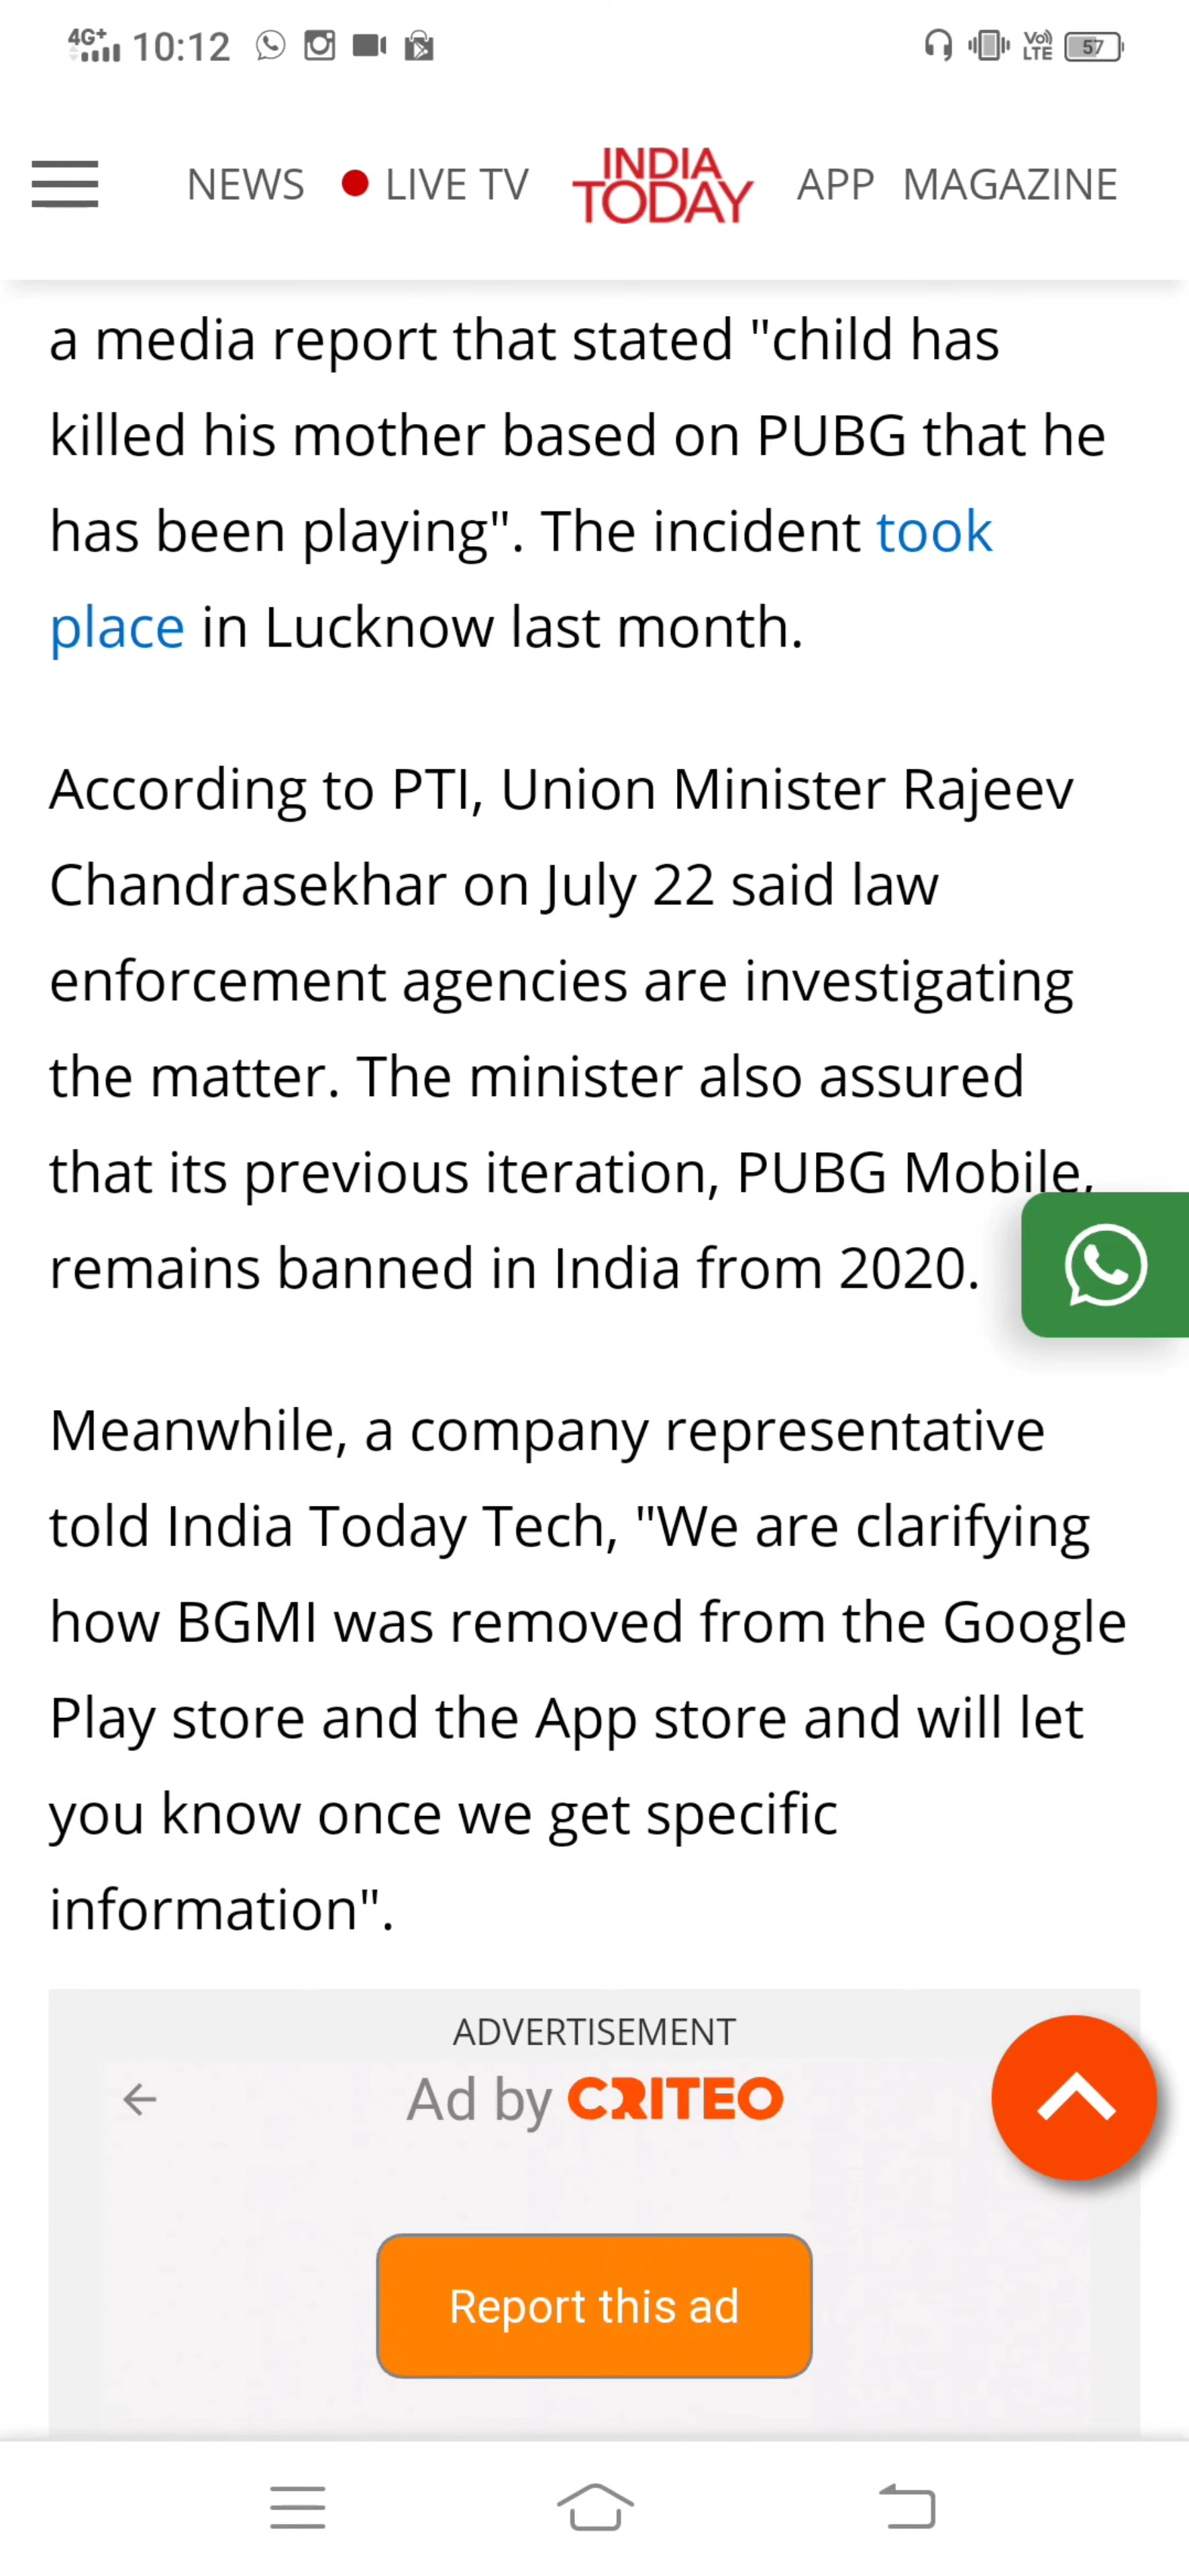 4G+ 10:12 Vo)) LTE 57
NEWS LIVE TV INDIA TODAY APP MAGAZINE
a media report that stated "child has
killed his mother based on PUBG that he
has been playing". The incident took
place in Lucknow last month.
According to PTI, Union Minister Rajeev
Chandrasekhar on July 22 said law
enforcement agencies are investigating
the matter. The minister also assured
that its previous iteration, PUBG Mobile,
remains banned in India from 2020.
Meanwhile, a company representative
told India Today Tech, "We are clarifying
how BGMI was removed from the Google
Play store and the App store and will let
you know once we get specific
information".
ADVERTISEMENT
Ad by CRITEO
Report this ad